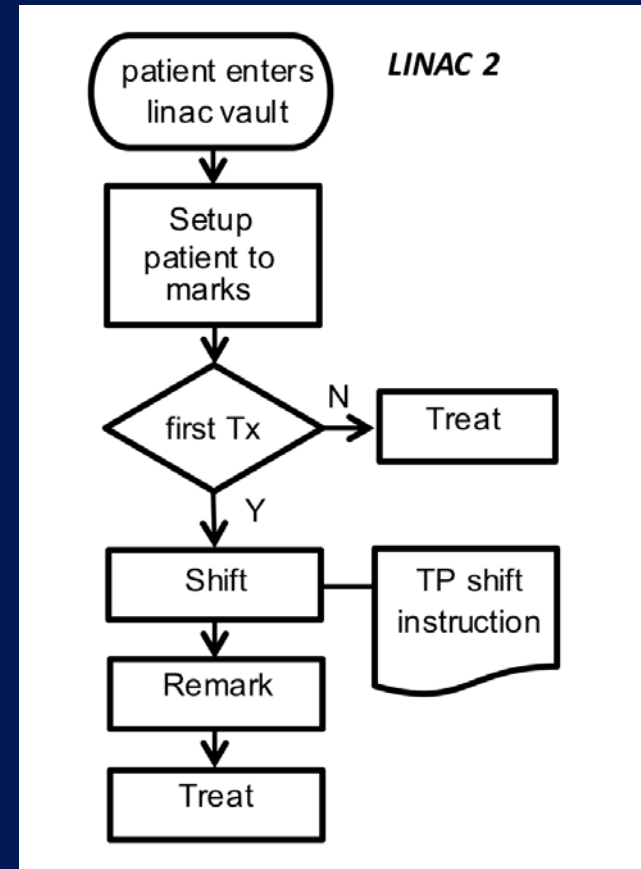 patient enters
linac vault
LINAC 2
Setup
patient to
marks
first Tx
N
Treat
Y
Shift
TP shift
instruction
Remark
Treat